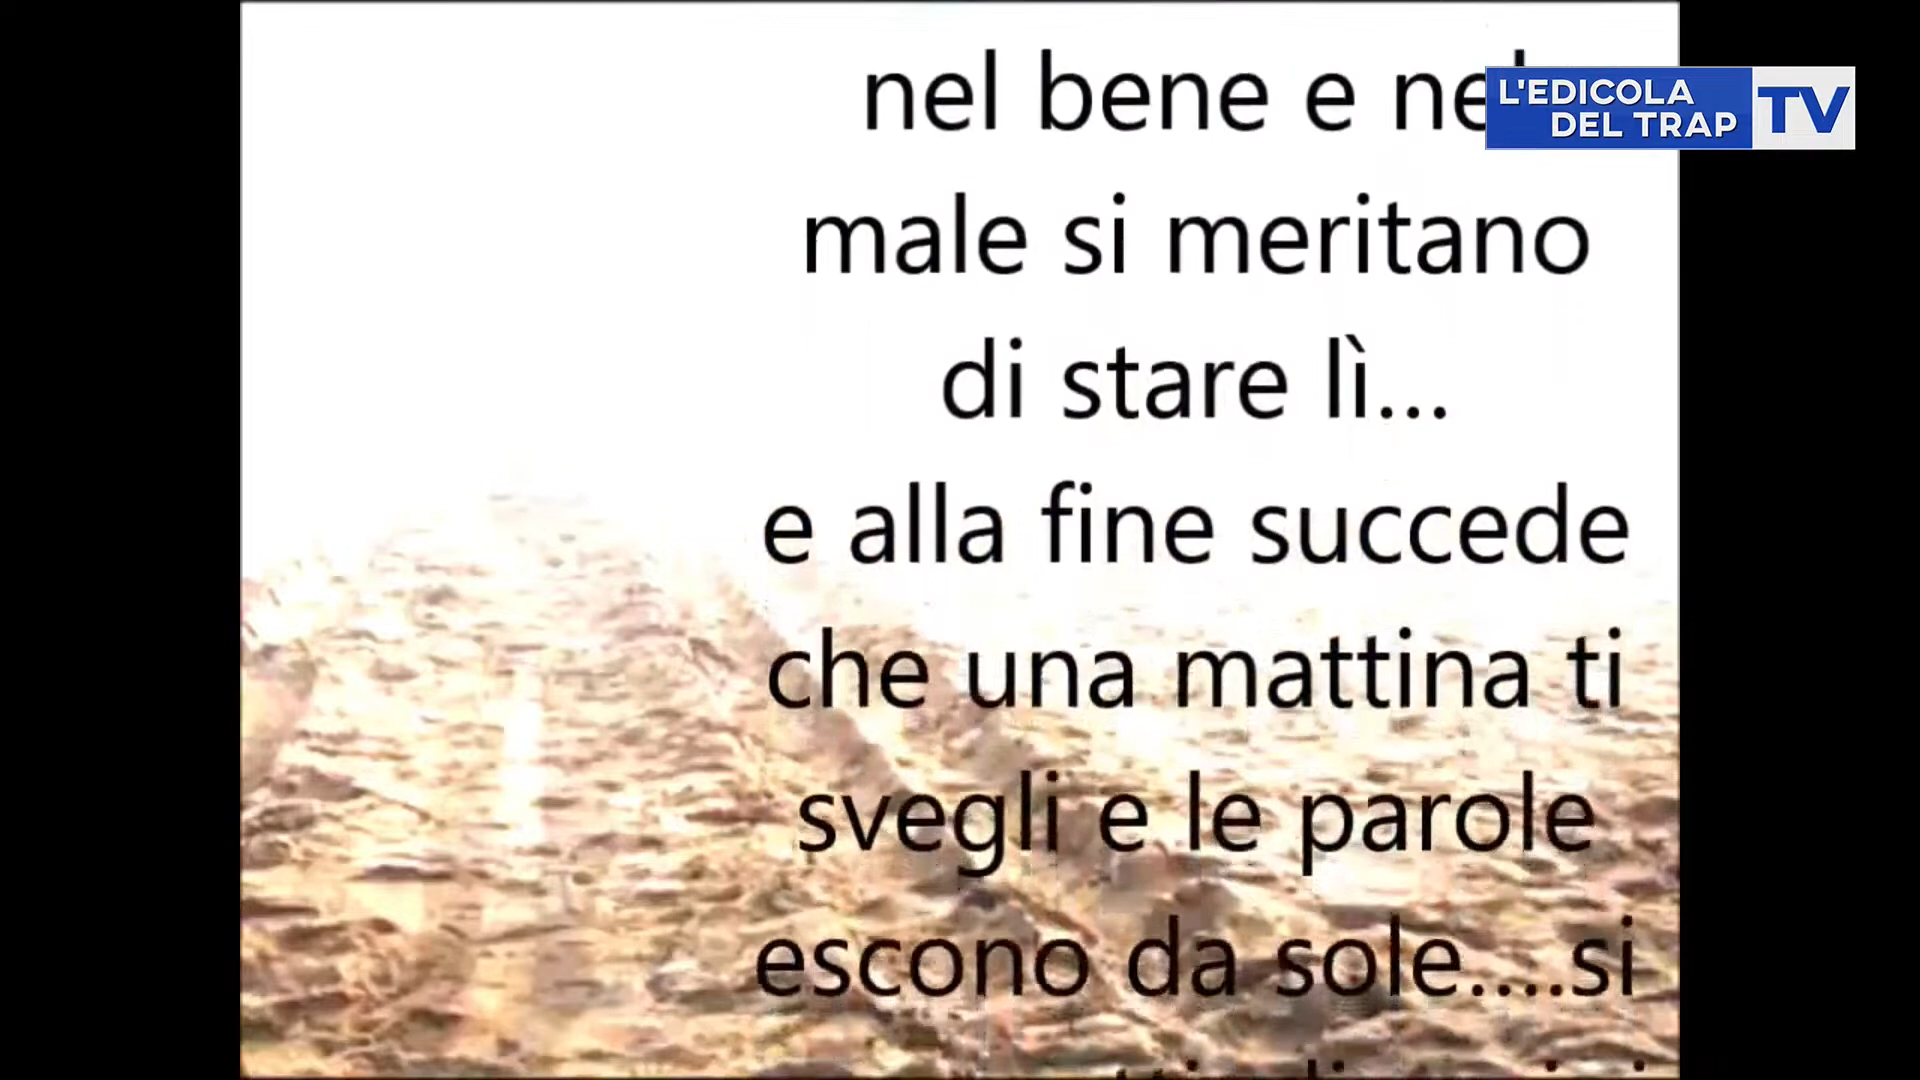 nel bene e nel
L'EDICOLA
DEL TRAP
TV
male si meritano
di stare lì...
e alla fine succede
che una mattina ti
svegli e le parole
escono da sole....si